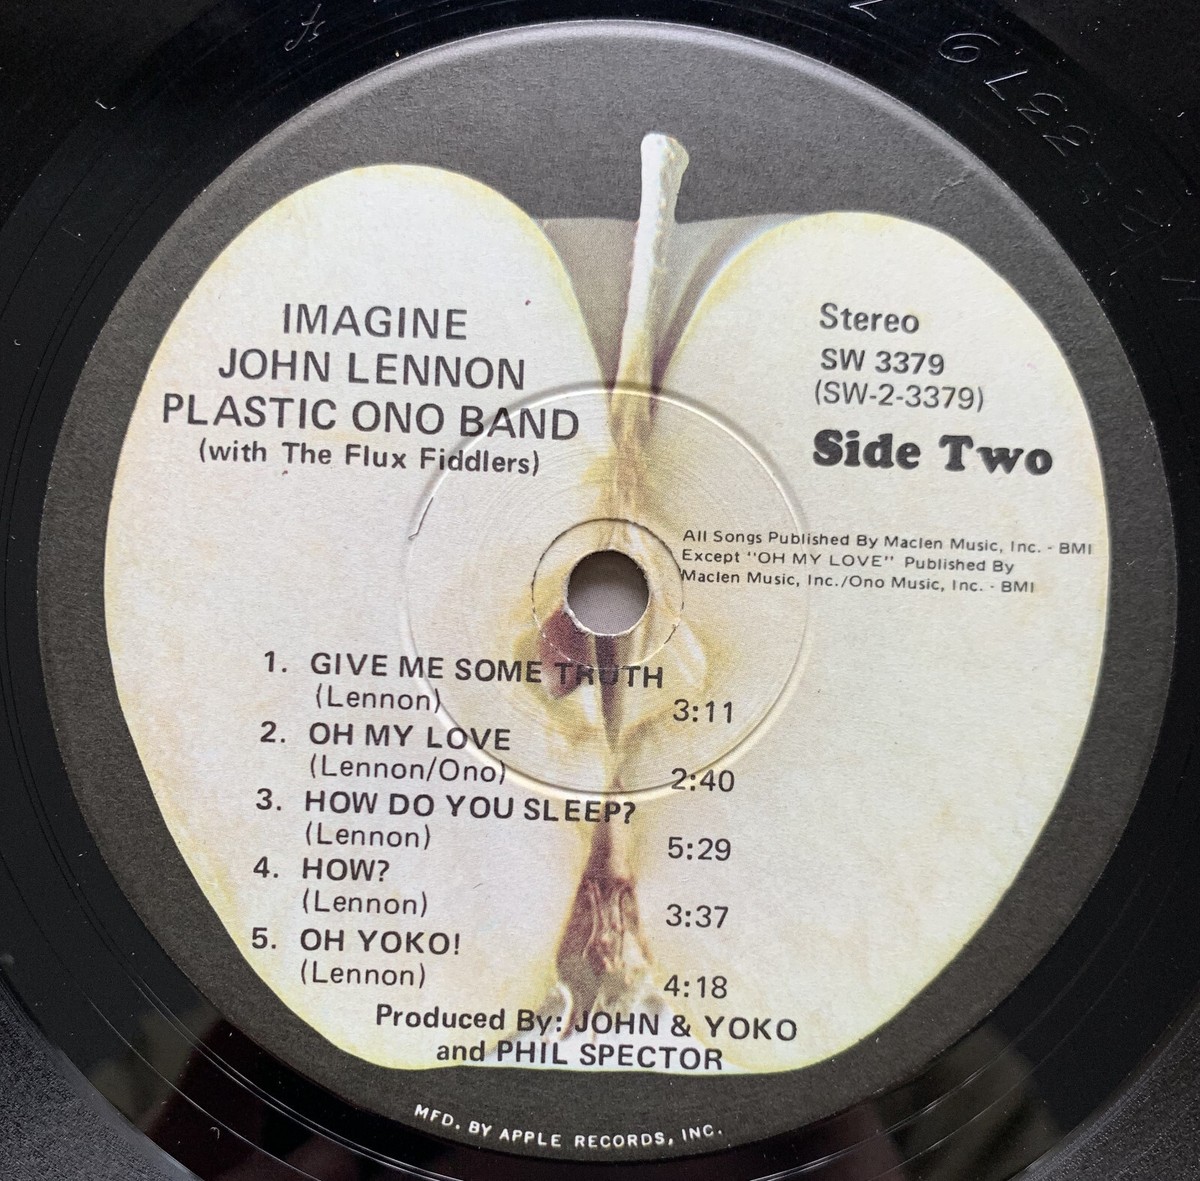 IMAGINE
JOHN LENNON
PLASTIC ONO BAND
(with The Flux Fiddlers)
Stereo
SW 3379
(SW-2-3379)
Side Two
All Songs Published By Maclen Music, Inc. - BMI
Except "OH MY LOVE" Published By
Maclen Music, Inc./Ono Music, Inc. - BMI
1. GIVE ME SOME TRUTH
(Lennon) 3:11
2. OH MY LOVE
(Lennon/Ono) 2:40
3. HOW DO YOU SLEEP?
(Lennon) 5:29
4. HOW?
(Lennon) 3:37
5. OH YOKO!
(Lennon) 4:18
Produced By: JOHN & YOKO
and PHIL SPECTOR
MFD. BY APPLE RECORDS, INC.